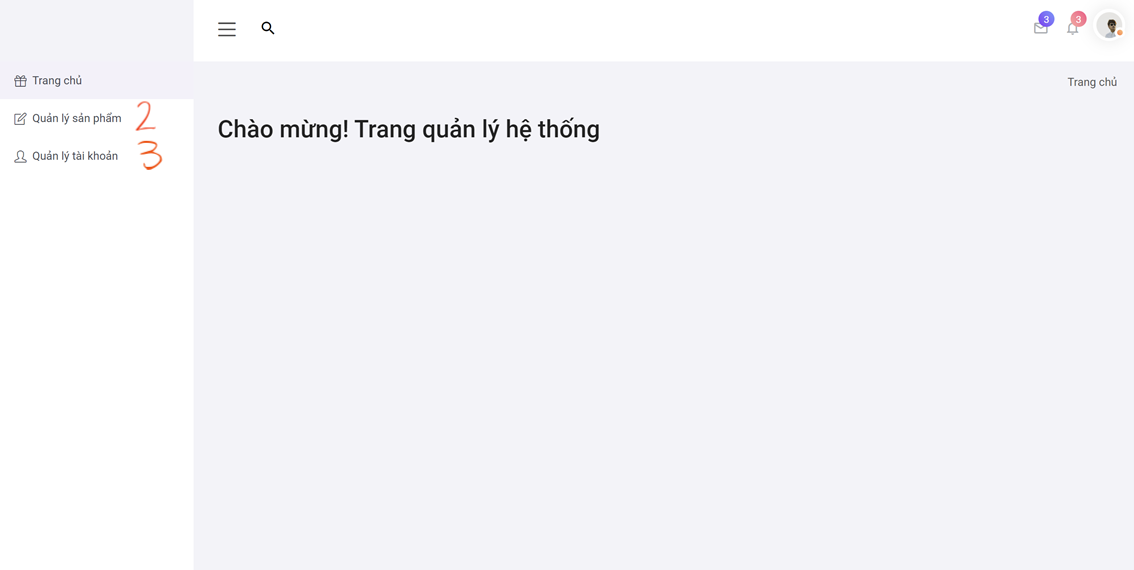 3 3
Trang chủ
Trang chủ
Quản lý sản phẩm 2
Chào mừng! Trang quản lý hệ thống
Quản lý tài khoản 3